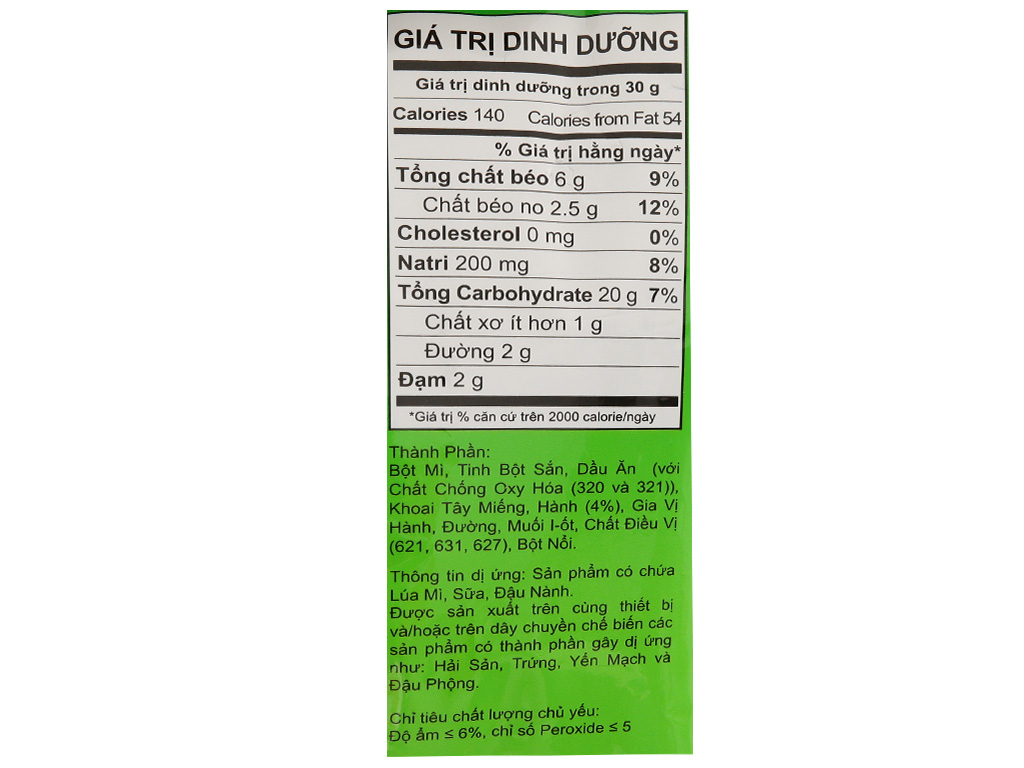 GIÁ TRỊ DINH DƯỠNG
Giá trị dinh dưỡng trong 30 g
Calories 140 Calories from Fat 54
% Giá trị hằng ngày*
Tổng chất béo 6 g 9%
Chất béo no 2.5 g 12%
Cholesterol 0 mg 0%
Natri 200 mg 8%
Tổng Carbohydrate 20 g 7%
Chất xơ ít hơn 1 g
Đường 2 g
Đạm 2 g
*Giá trị % căn cứ trên 2000 calorie/ngày
Thành Phần:
Bột Mì, Tinh Bột Sắn, Dầu Ăn (với
Chất Chống Oxy Hóa (320 và 321)),
Khoai Tây Miếng, Hành (4%), Gia Vị
Hành, Đường, Muối I-ốt, Chất Điều Vị
(621, 631, 627), Bột Nổi.
Thông tin dị ứng: Sản phẩm có chứa
Lúa Mì, Sữa, Đậu Nành.
Được sản xuất trên cùng thiết bị
và/hoặc trên dây chuyền chế biến các
sản phẩm có thành phần gây dị ứng
như: Hải Sản, Trứng, Yến Mạch và
Đậu Phộng.
Chỉ tiêu chất lượng chủ yếu:
Độ ẩm ≤ 6%, chỉ số Peroxide ≤ 5